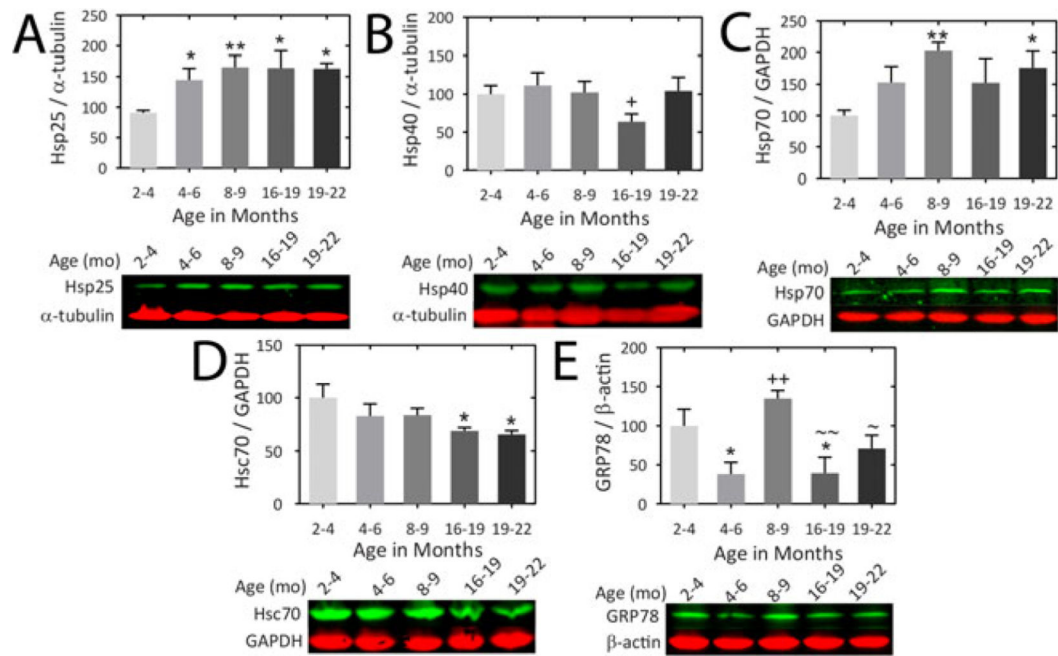 A
Hsp25 / α-tubulin
250
200
150
100
50
0
* ** * *
2-4 4-6 8-9 16-19 19-22
Age in Months
Age (mo) 2-4 4-6 8-9 16-19 19-22
Hsp25
α-tubulin
B
Hsp40 / α-tubulin
200
150
100
50
0
+
2-4 4-6 8-9 16-19 19-22
Age in Months
Age (mo) 2-4 4-6 8-9 16-19 19-22
Hsp40
α-tubulin
C
Hsp70 / GAPDH
250
200
150
100
50
0
** *
2-4 4-6 8-9 16-19 19-22
Age in Months
Age (mo) 2-4 4-6 8-9 16-19 19-22
Hsp70
GAPDH
D
Hsc70 / GAPDH
150
100
50
0
* *
2-4 4-6 8-9 16-19 19-22
Age in Months
Age (mo) 2-4 4-6 8-9 16-19 19-22
Hsc70
GAPDH
E
GRP78 / β-actin
200
150
100
50
0
++
~~ ~
* *
2-4 4-6 8-9 16-19 19-22
Age in Months
Age (mo) 2-4 4-6 8-9 16-19 19-22
GRP78
β-actin